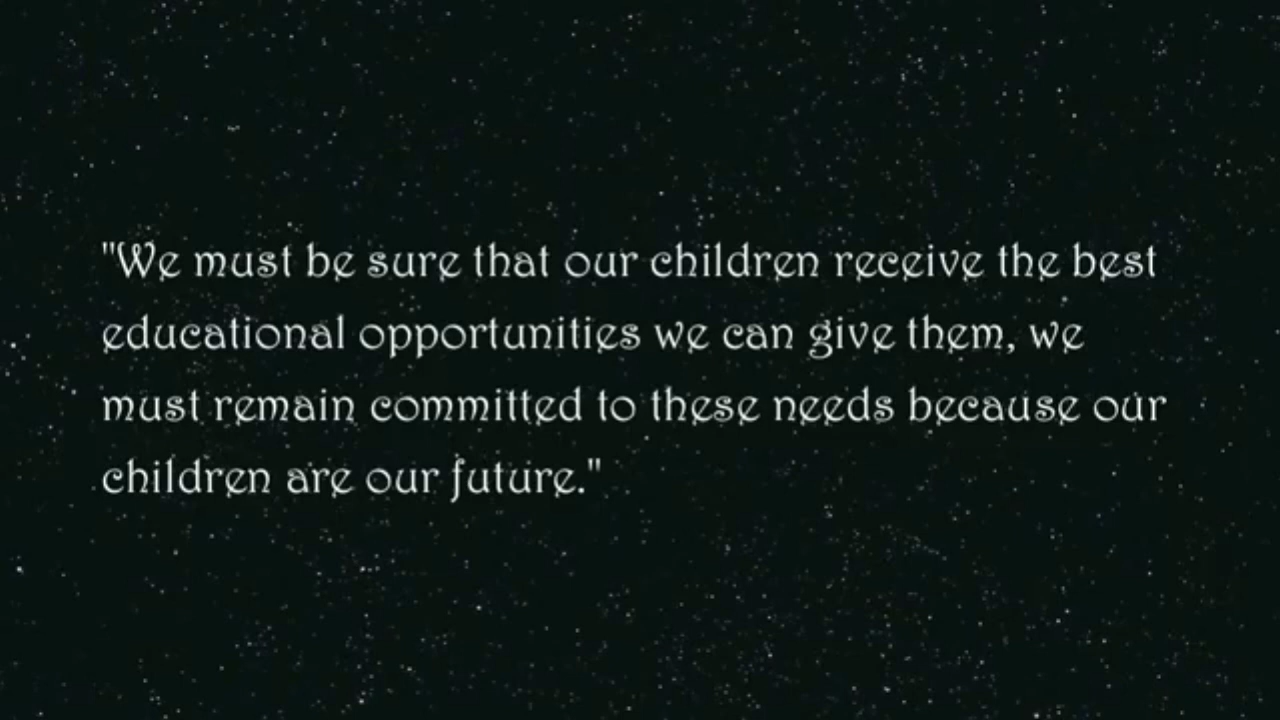 "We must be sure that our children receive the best
educational opportunities we can give them, we
must remain committed to these needs because our
children are our future."